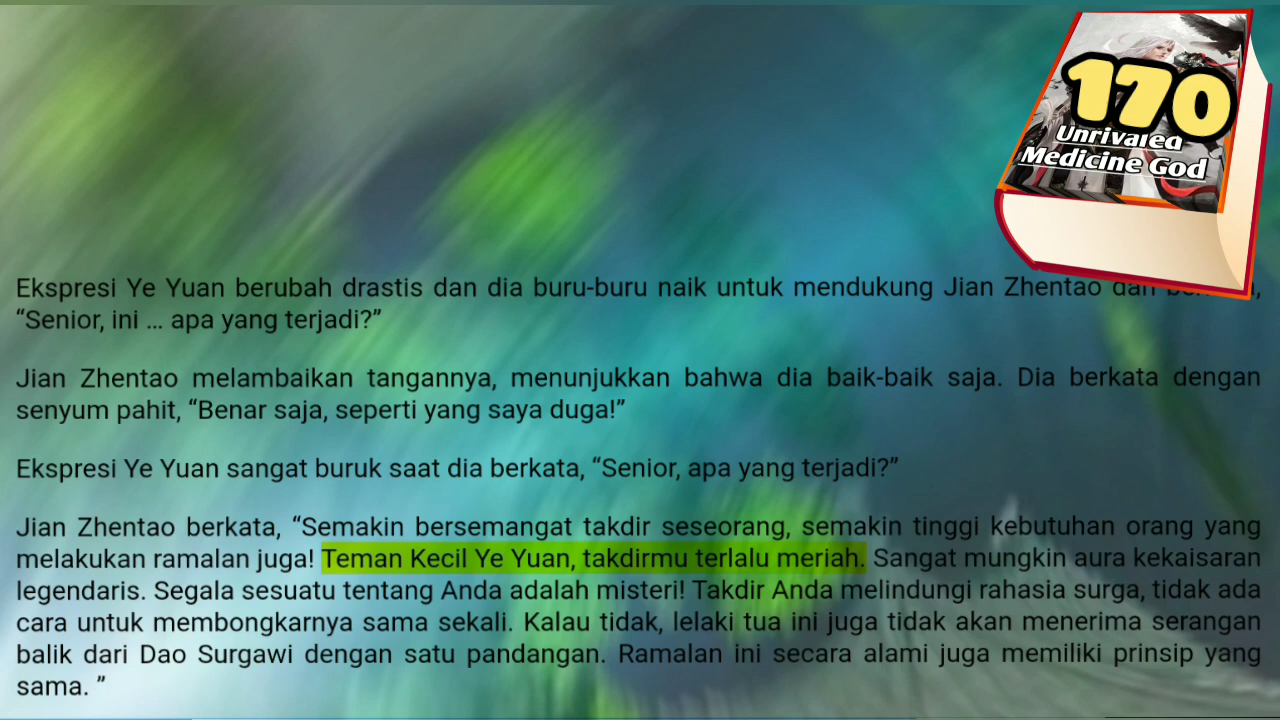 170
Unrivaled
Medicine God
Ekspresi Ye Yuan berubah drastis dan dia buru-buru naik untuk mendukung Jian Zhentao dan
“Senior, ini … apa yang terjadi?”
Jian Zhentao melambaikan tangannya, menunjukkan bahwa dia baik-baik saja. Dia berkata dengan
senyum pahit, “Benar saja, seperti yang saya duga!”
Ekspresi Ye Yuan sangat buruk saat dia berkata, “Senior, apa yang terjadi?”
Jian Zhentao berkata, “Semakin bersemangat takdir seseorang, semakin tinggi kebutuhan orang yang
melakukan ramalan juga! Teman Kecil Ye Yuan, takdirmu terlalu meriah. Sangat mungkin aura kekaisaran
legendaris. Segala sesuatu tentang Anda adalah misteri! Takdir Anda melindungi rahasia surga, tidak ada
cara untuk membongkarnya sama sekali. Kalau tidak, lelaki tua ini juga tidak akan menerima serangan
balik dari Dao Surgawi dengan satu pandangan. Ramalan ini secara alami juga memiliki prinsip yang
sama. ”